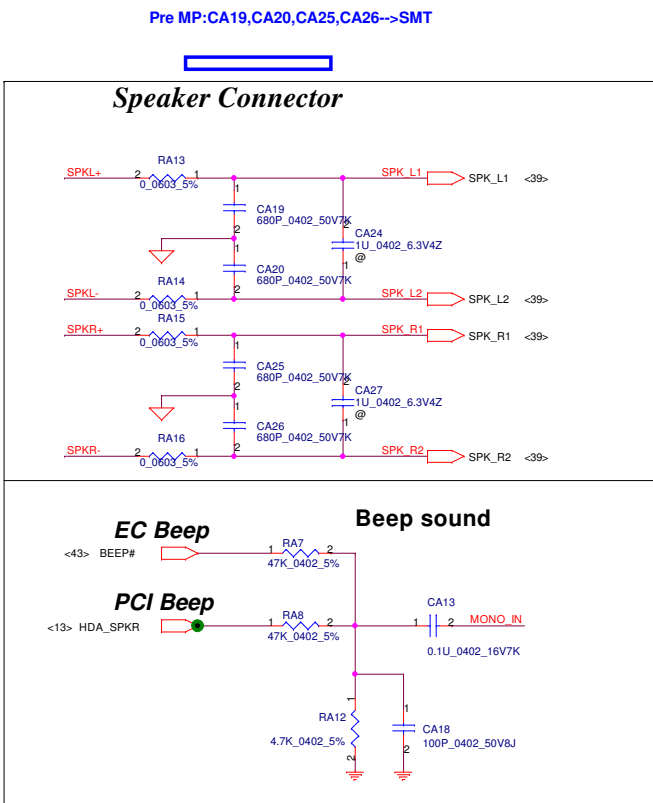 Pre MP:CA19,CA20,CA25,CA26-->SMT
Speaker Connector
RA13
SPKL+ 2 1 SPK_L1 SPK_L1 <39>
0_0603_5%
1
CA19
680P_0402_50V7K
2 2
CA24
1U_0402_6.3V4Z
1 1
@
CA20
680P_0402_50V7K
2
RA14
SPKL- 2 1 SPK_L2 SPK_L2 <39>
0_0603_5%
RA15
SPKR+ 2 1 SPK_R1 SPK_R1 <39>
0_0603_5%
1
CA25
680P_0402_50V7K
2 2
CA27
1U_0402_6.3V4Z
1 1
@
CA26
680P_0402_50V7K
2
RA16
SPKR- 2 1 SPK_R2 SPK_R2 <39>
0_0603_5%
Beep sound
EC Beep
RA7
<43> BEEP# 1 2
47K_0402_5%
PCI Beep
RA8 CA13
<13> HDA_SPKR 1 2 1 2 MONO_IN
47K_0402_5% 0.1U_0402_16V7K
1 1
RA12
4.7K_0402_5%
CA18
100P_0402_50V8J
2 2